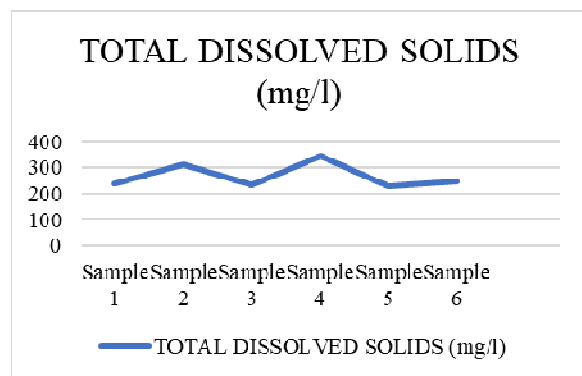 TOTAL DISSOLVED SOLIDS
(mg/l)
400
300
200
100
0
Sample Sample Sample Sample Sample Sample
1 2 3 4 5 6
TOTAL DISSOLVED SOLIDS (mg/l)